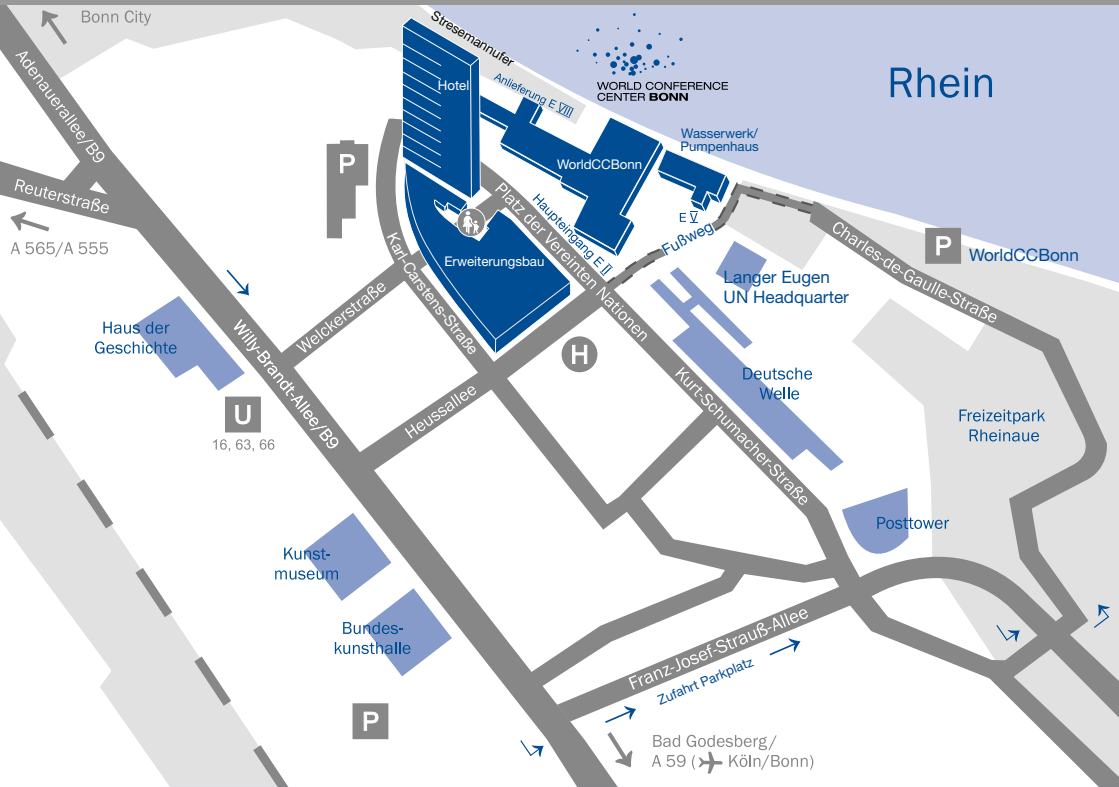 Bonn City
Stresemannufer
Adenauerallee/B9
Hotel
Anlieferung E VIII
WORLD CONFERENCE
CENTER BONN
Rhein
Wasserwerk/
Pumpenhaus
P
WorldCCBonn
Reuterstraße
A 565/A 555
Platz der Vereinten Nationen
Haupteingang E II
E V
Fußweg
Karl-Carstens-Straße
Erweiterungsbau
Charles-de-Gaulle-Straße
P
WorldCCBonn
Langer Eugen
UN Headquarter
Welckerstraße
Haus der
Geschichte
Willy-Brandt-Allee/B9
H
Kurt-Schumacher-Straße
Deutsche
Welle
U
16, 63, 66
Heussallee
Freizeitpark
Rheinaue
Posttower
Kunst-
museum
Bundes-
kunsthalle
Franz-Josef-Strauß-Allee
Zufahrt Parkplatz
P
Bad Godesberg/
A 59 ( Köln/Bonn)